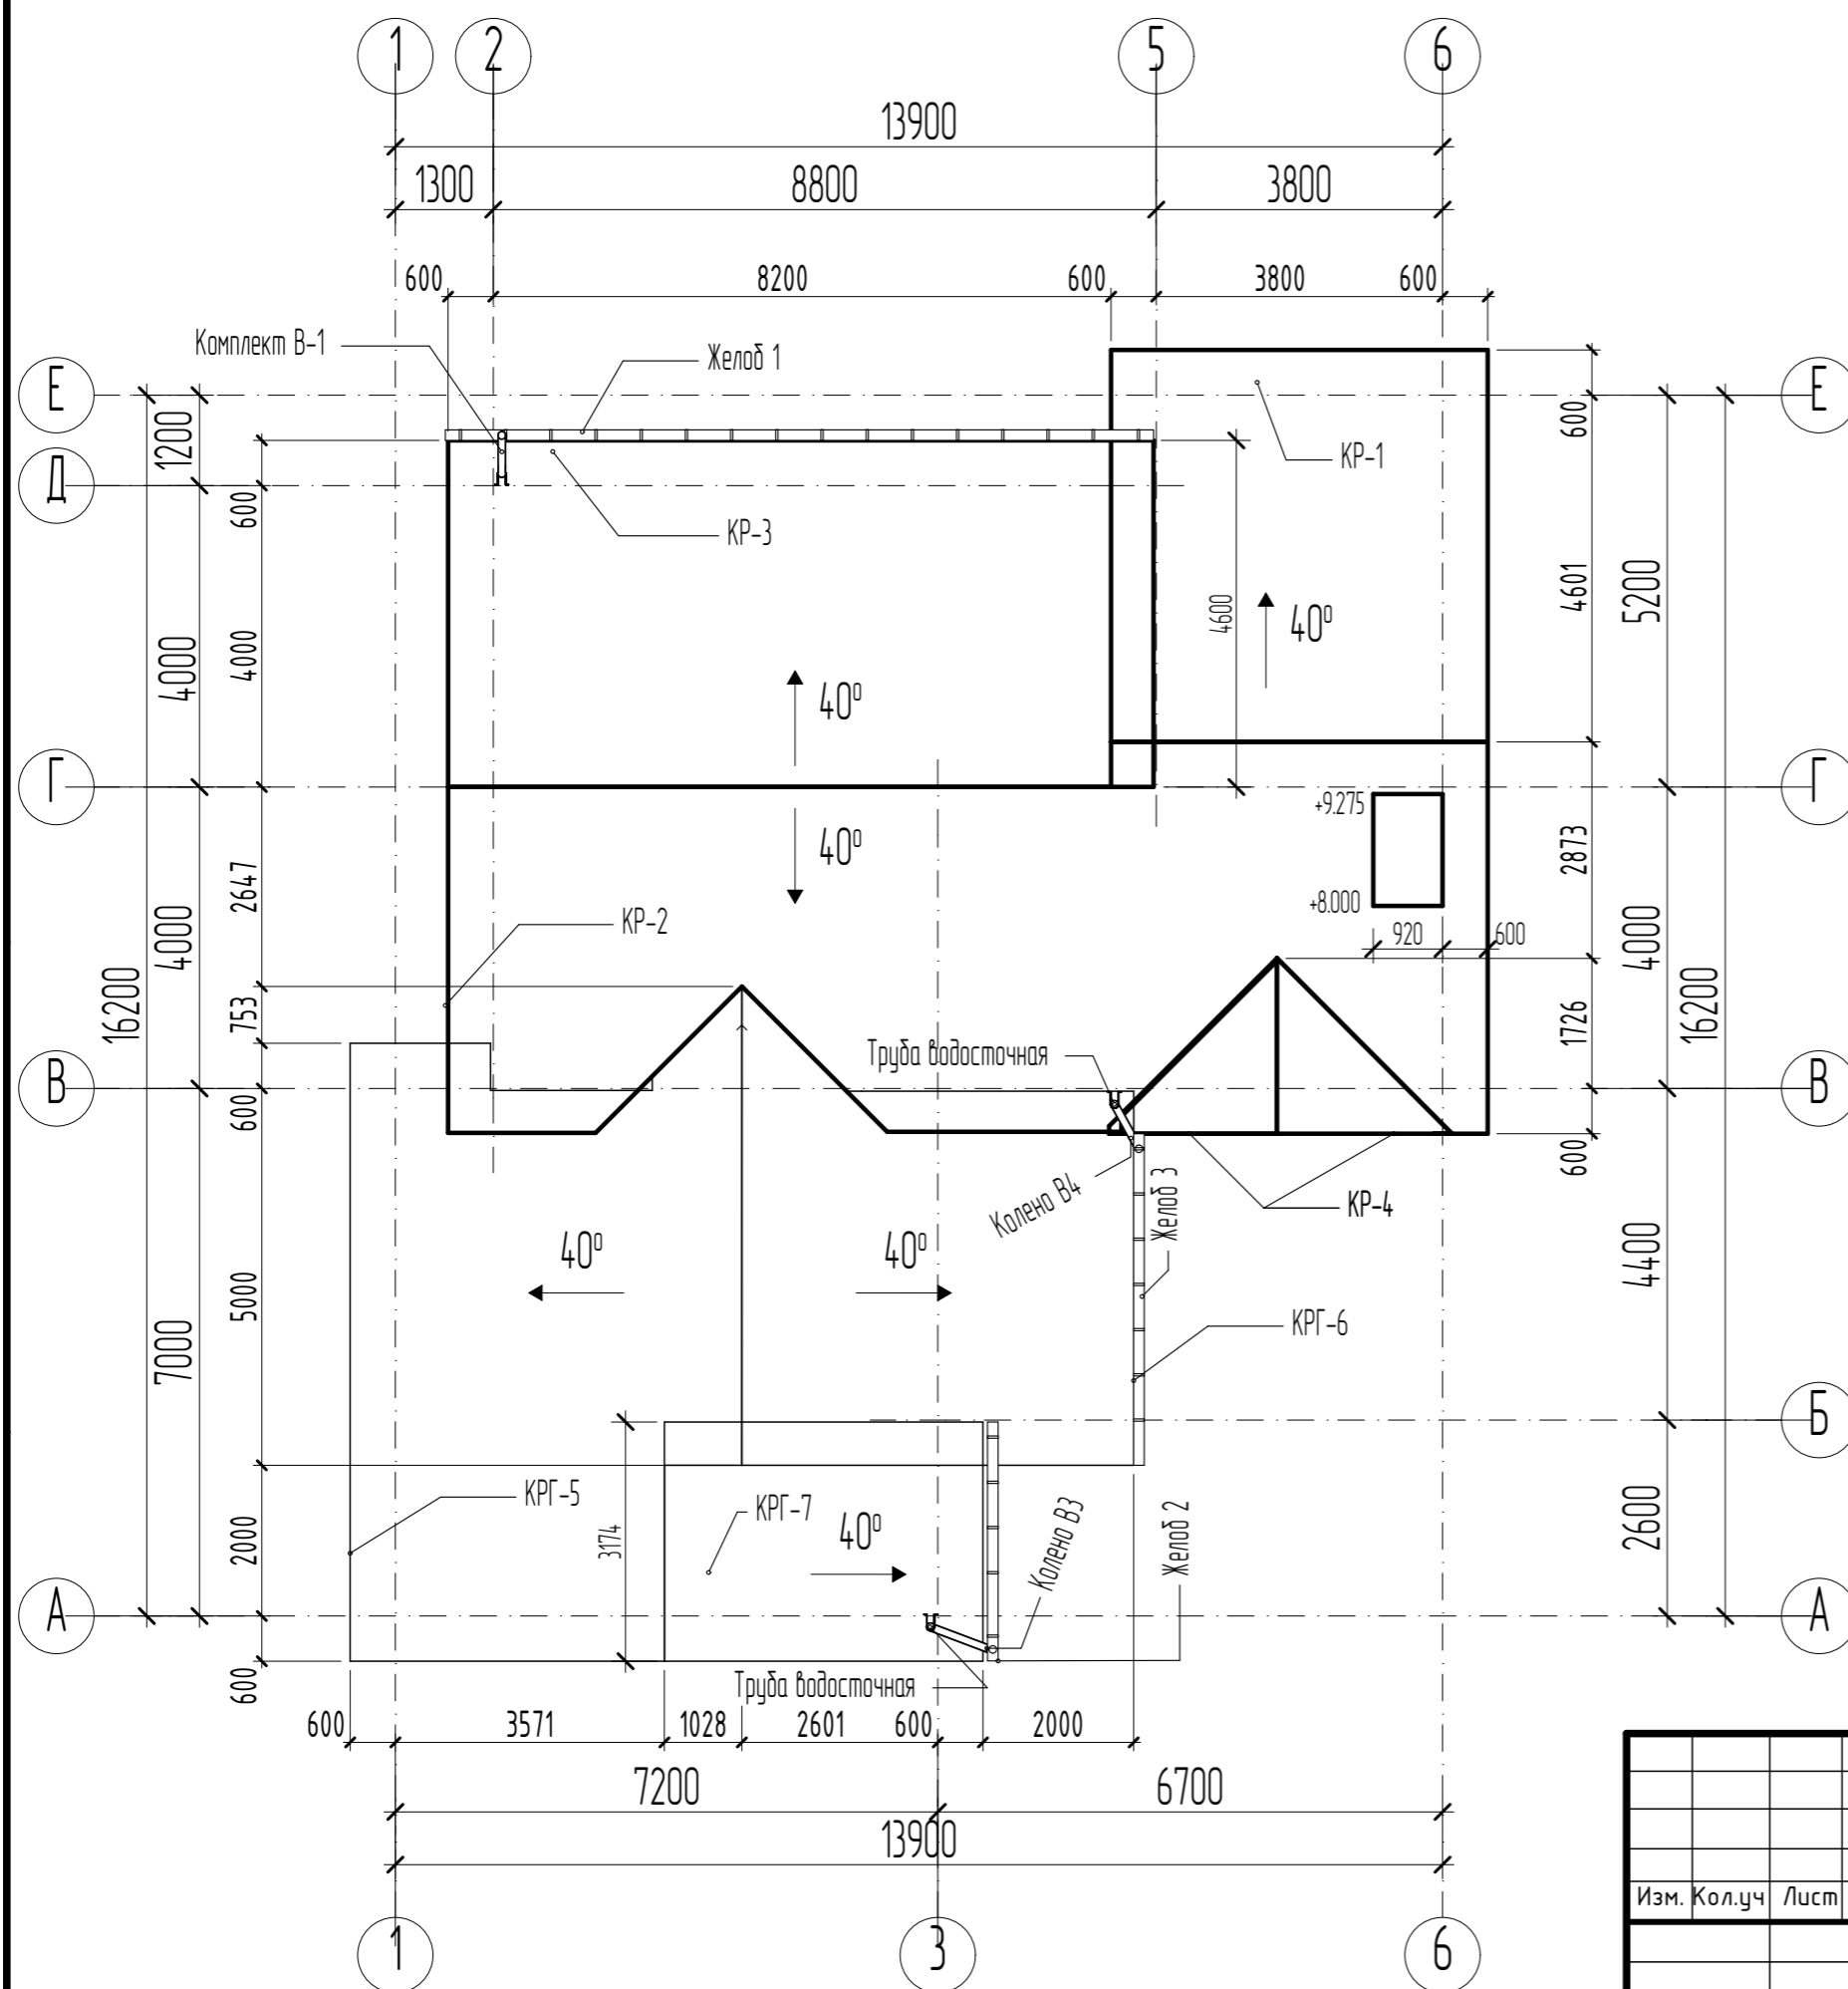 1 2 5 6
13900
1300 8800 3800
600 8200 600 3800 600
Комплект В-1
Желоб 1
Е
Е
1200
600
КР-1
Д
600
КР-3
4601
5200
4600
40⁰
4000
4000
40⁰
Г
Г
+9.275
40⁰
2647
2873
+8.000
КР-2
920
600
4000
4000
16200
16200
753
1726
Труба водосточная
В
В
600
600
Колено В4
Желоб 3
КР-4
40⁰
40⁰
4400
5000
КРГ-6
7000
Б
КРГ-5
КРГ-7
40⁰
3174
Колено В3
Желоб 2
2000
2600
А
А
600
Труба водосточная
600 3571 1028 2601 600 2000
7200 6700
13900
Изм. Кол.уч Лист
1 3 6